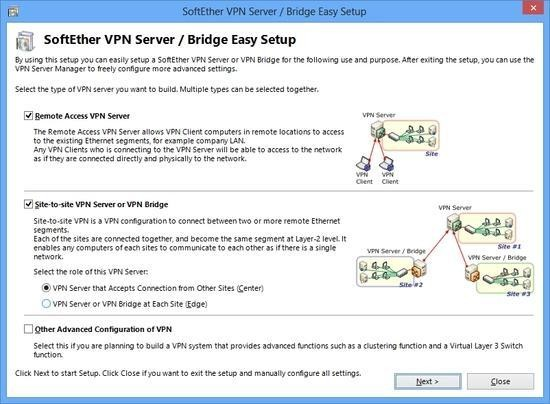 SoftEther VPN Server / Bridge Easy Setup
SoftEther VPN Server / Bridge Easy Setup
By using this setup you can easily setup a SoftEther VPN Server or VPN Bridge for the following use and purpose. After exiting the setup, you can use the
VPN Server Manager to freely configure more advanced settings.
Select the type of VPN server you want to build. Multiple types can be selected together.
Remote Access VPN Server
The Remote Access VPN Server allows VPN Client computers in remote locations to access
to the existing Ethernet segments, for example company LAN.
Any VPN Clients who is connecting to the VPN Server will be able to access to the network
as if they are connected directly and physically to the network.
VPN Server
Site
VPN
Client
VPN
Client
Site-to-site VPN Server or VPN Bridge
Site-to-site VPN is a VPN configuration to connect between two or more remote Ethernet
segments.
Each of the sites are connected together, and become the same segment at Layer-2 level. It
enables any computers of each sites to communicate to each other as if there is a single
network.
Select the role of this VPN Server:
VPN Server that Accepts Connection from Other Sites (Center)
VPN Server or VPN Bridge at Each Site (Edge)
VPN Server
Site #1
VPN Server / Bridge
Site #2
VPN Server / Bridge
Site #3
Other Advanced Configuration of VPN
Select this if you are planning to build a VPN system that provides advanced functions such as a clustering function and a Virtual Layer 3 Switch
function.
Click Next to start Setup. Click Close if you want to exit the setup and manually configure all settings.
Next >
Close